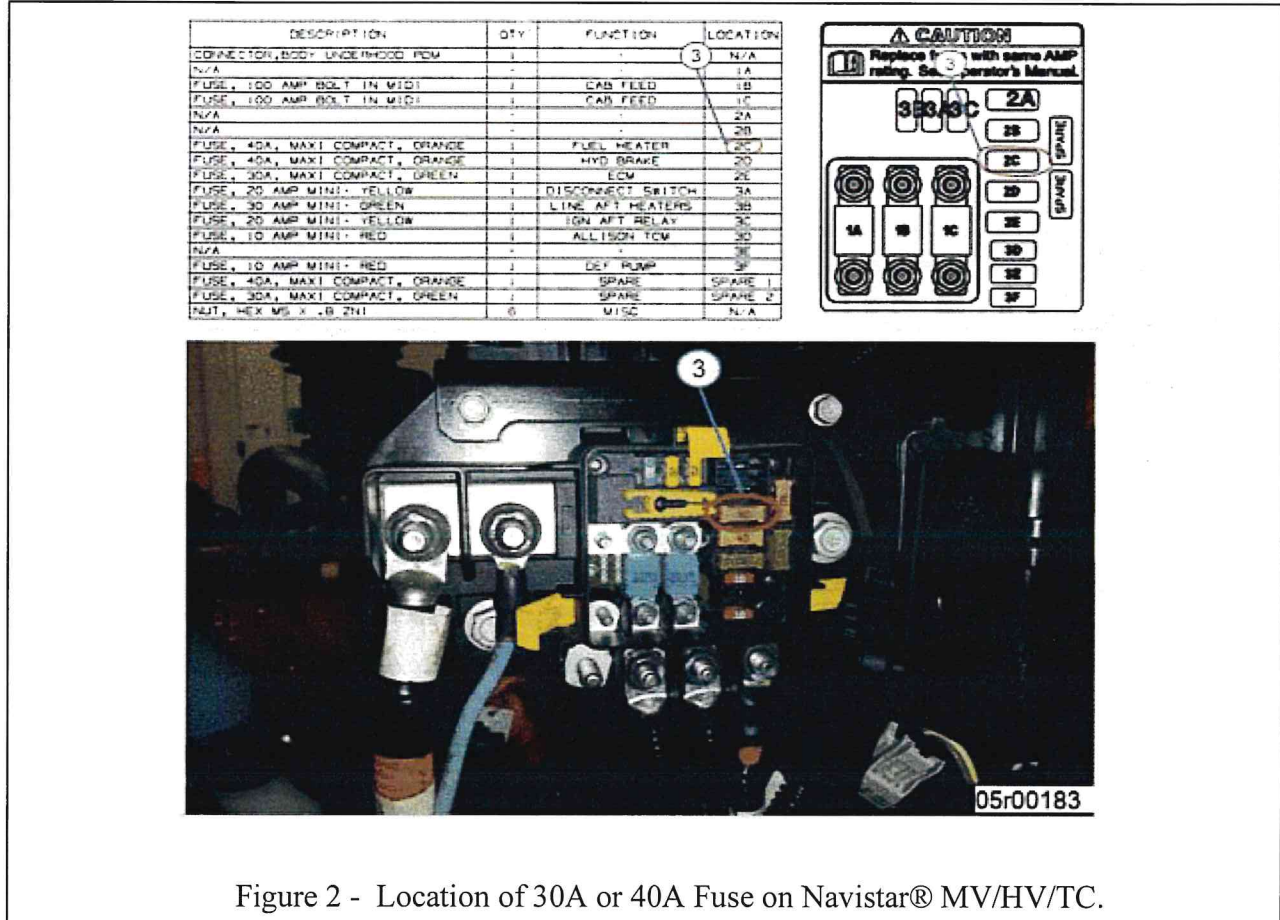 DESCRIPTION QTY FUNCTION LOCATION
CONNECTOR, BODY UNDERHOOD PDM 1 - N/A
N/A - - 1A
FUSE, 100 AMP BOLT IN MIDI 1 CAB FEED 1B
FUSE, 100 AMP BOLT IN MIDI 1 CAB FEED 1C
N/A - - 2A
N/A - - 2B
FUSE, 40A, MAXI COMPACT, ORANGE 1 FUEL HEATER 2C
FUSE, 40A, MAXI COMPACT, ORANGE 1 HYD BRAKE 2D
FUSE, 30A, MAXI COMPACT, GREEN 1 ECM 2E
FUSE, 20 AMP MINI- YELLOW 1 DISCONNECT SWITCH 3A
FUSE, 30 AMP MINI- GREEN 1 LINE AFT HEATERS 3B
FUSE, 20 AMP MINI- YELLOW 1 IGN AFT RELAY 3C
FUSE, 10 AMP MINI- RED 1 ALLISON TCM 3D
N/A - - 3E
FUSE, 10 AMP MINI- RED 1 DEF PUMP 3F
FUSE, 40A, MAXI COMPACT, ORANGE 1 SPARE SPARE 1
FUSE, 30A, MAXI COMPACT, GREEN 1 SPARE SPARE 2
NUT, HEX M5 X .8 ZNI 6 MISC N/A
3
CAUTION
Replace with same AMP
rating. See Operator's Manual.
3
3B 3A 3C 2A
2B
SPARE
2C
2D
SPARE
2E
1A 1B 1C
3D
3E
3F
3
05r00183
Figure 2 - Location of 30A or 40A Fuse on Navistar® MV/HV/TC.